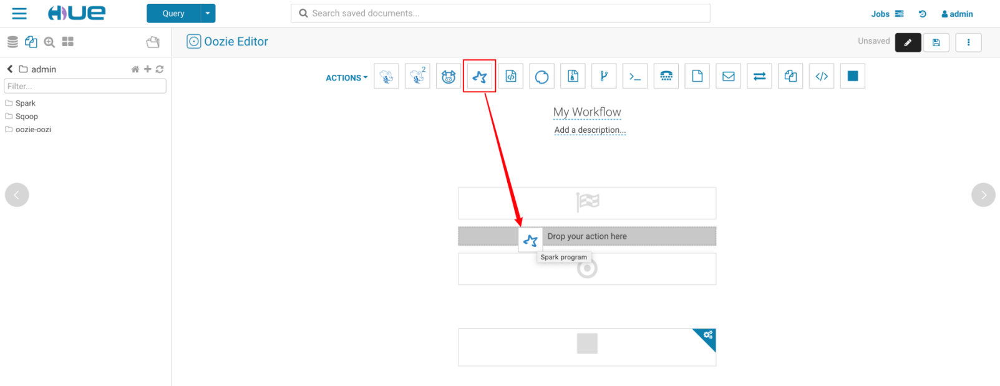 HUE
Query
Search saved documents...
Jobs
admin
Oozie Editor
Unsaved
admin
Filter...
Spark
Sqoop
oozie-oozi
ACTIONS
2
My Workflow
Add a description...
Drop your action here
Spark program